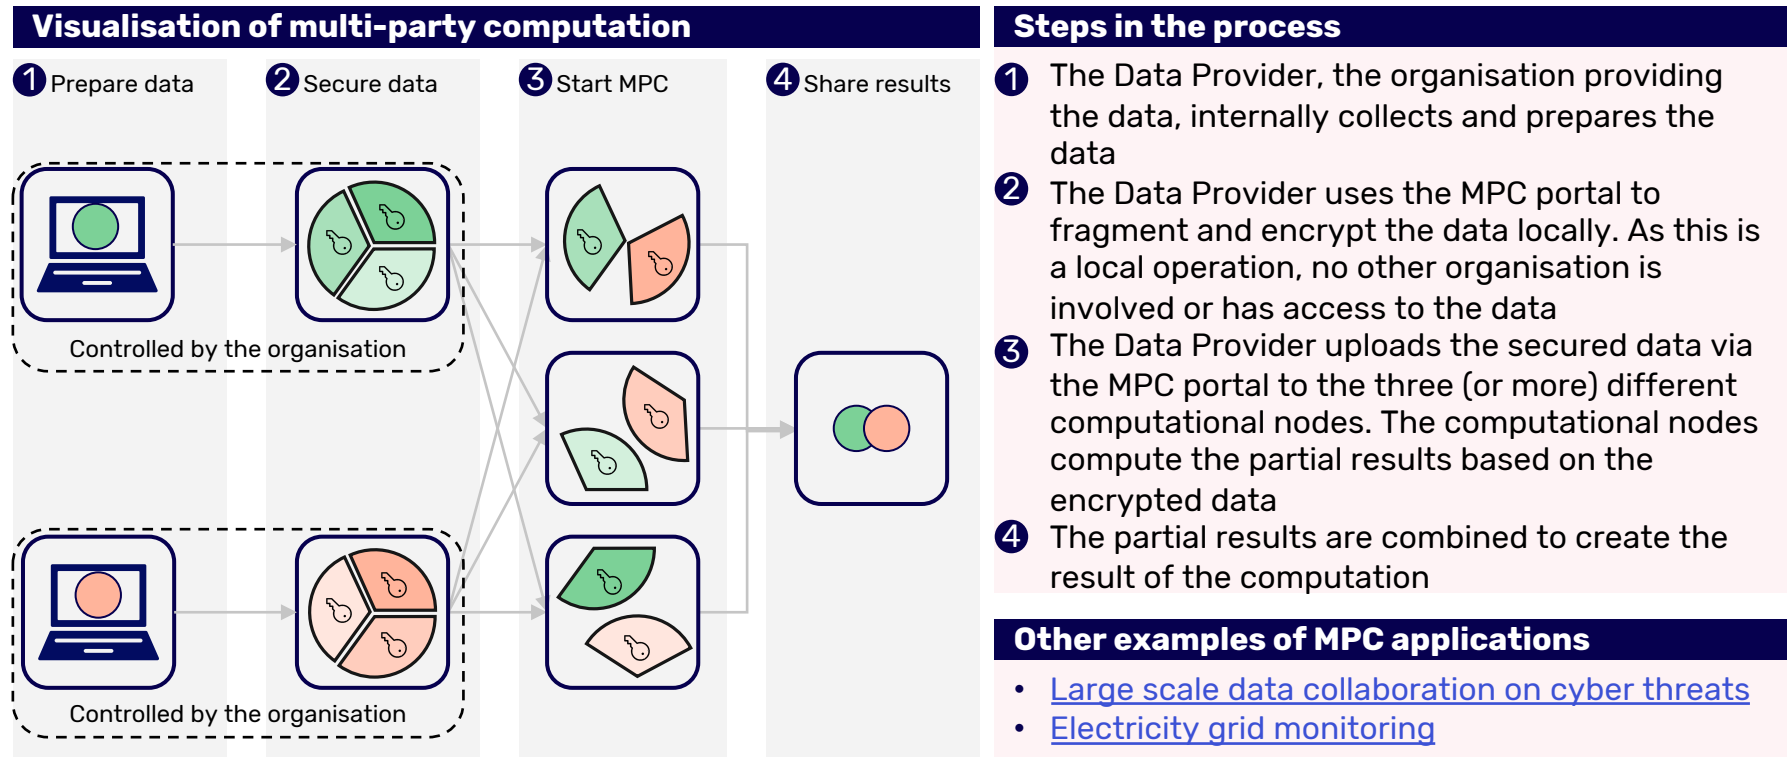 Visualisation of multi-party computation
1 Prepare data
2 Secure data
3 Start MPC
4 Share results
Controlled by the organisation
Controlled by the organisation
Steps in the process
1 The Data Provider, the organisation providing
the data, internally collects and prepares the
data
2 The Data Provider uses the MPC portal to
fragment and encrypt the data locally. As this is
a local operation, no other organisation is
involved or has access to the data
3 The Data Provider uploads the secured data via
the MPC portal to the three (or more) different
computational nodes. The computational nodes
compute the partial results based on the
encrypted data
4 The partial results are combined to create the
result of the computation
Other examples of MPC applications
• Large scale data collaboration on cyber threats
• Electricity grid monitoring